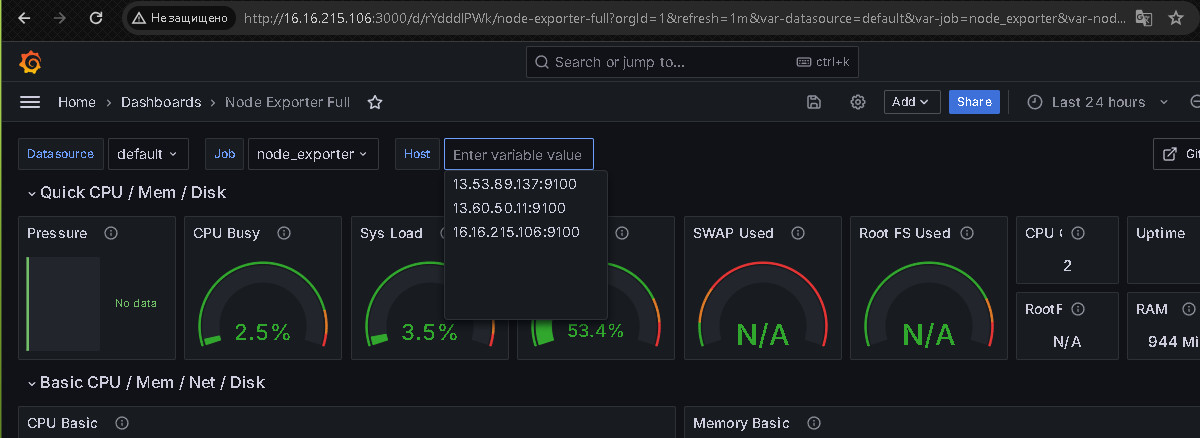 Не защищено
http://16.16.215.106:3000/d/rYdddlPWk/node-exporter-full?orgId=1&refresh=1m&var-datasource=default&var-job=node_exporter&var-nod...
Search or jump to...
ctrl+k
Home > Dashboards > Node Exporter Full
Add
Share
Last 24 hours
Datasource
default
Job
node_exporter
Host
Enter variable value
Git
13.53.89.137:9100
13.60.50.11:9100
16.16.215.106:9100
Quick CPU / Mem / Disk
Pressure
No data
CPU Busy
2.5%
Sys Load
3.5%
53.4%
SWAP Used
N/A
Root FS Used
N/A
CPU
2
Uptime
RootF
N/A
RAM
944 Mi
Basic CPU / Mem / Net / Disk
CPU Basic
Memory Basic